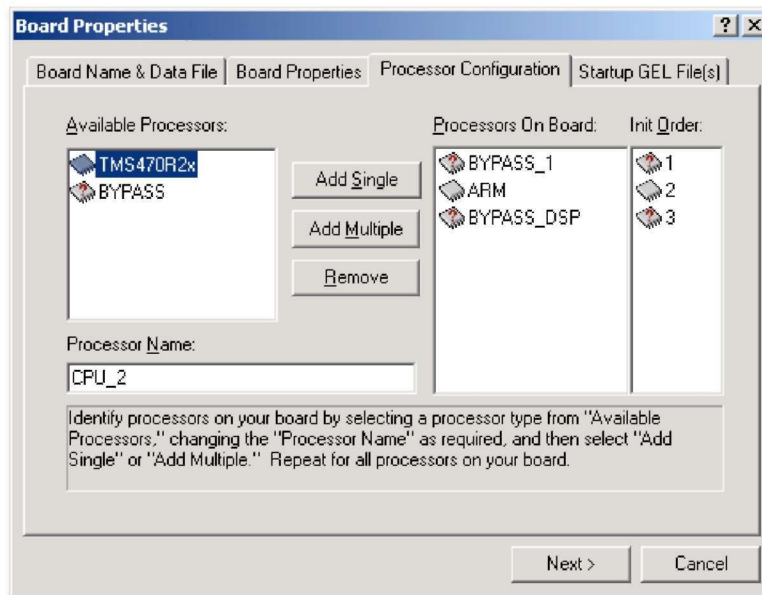 Board Properties
Board Name & Data File
Board Properties
Processor Configuration
Startup GEL File(s)
Available Processors:
TMS470R2x
BYPASS
Add Single
Add Multiple
Remove
Processors On Board:
BYPASS_1
ARM
BYPASS_DSP
Init Order:
1
2
3
Processor Name:
CPU_2
Identify processors on your board by selecting a processor type from "Available
Processors," changing the "Processor Name" as required, and then select "Add
Single" or "Add Multiple."  Repeat for all processors on your board.
Next >
Cancel